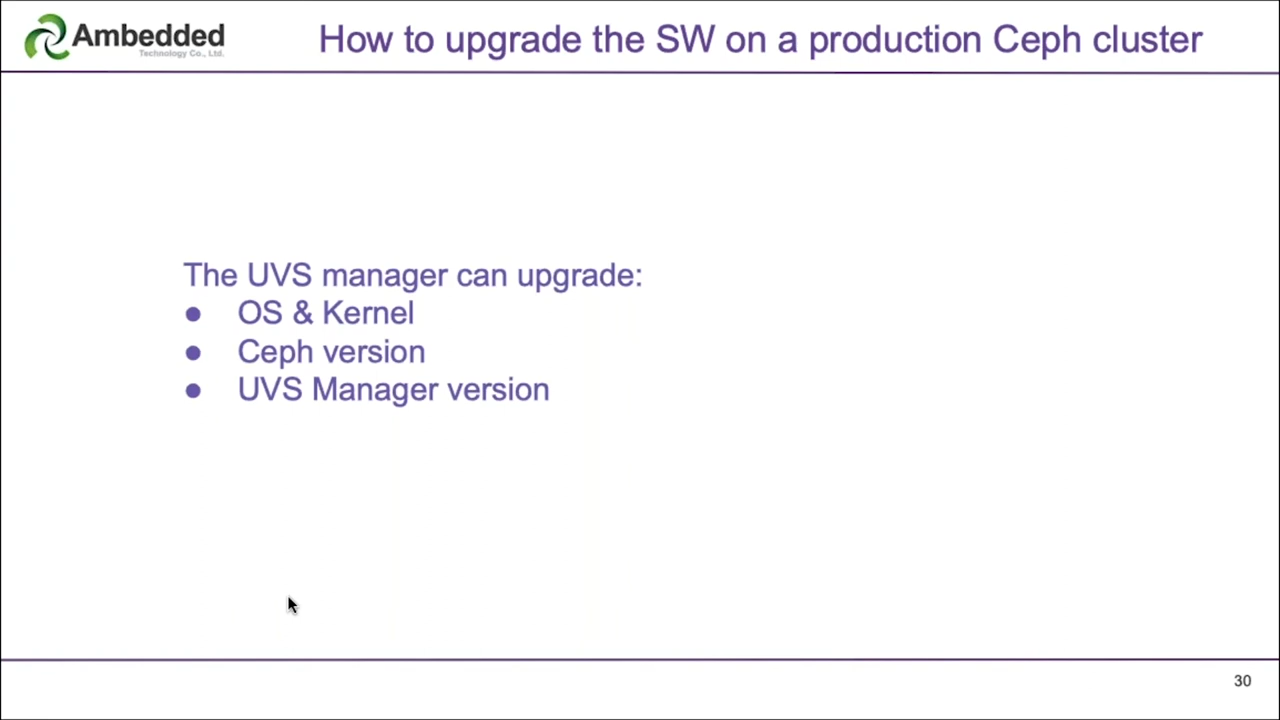 Ambedded
Technology Co., Ltd.
How to upgrade the SW on a production Ceph cluster
The UVS manager can upgrade:
● OS & Kernel
● Ceph version
● UVS Manager version
30